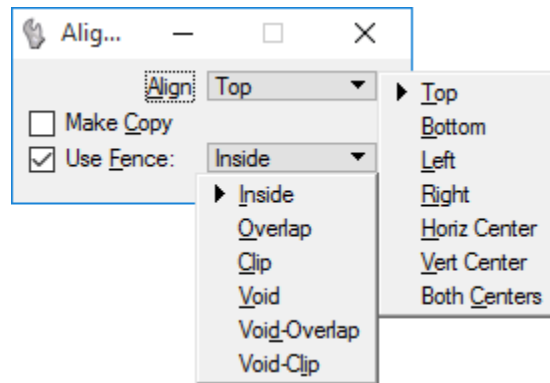 Alig...
Align Top
Make Copy
Use Fence: Inside
Top
Bottom
Left
Right
Horiz Center
Vert Center
Both Centers
Inside
Overlap
Clip
Void
Void-Overlap
Void-Clip